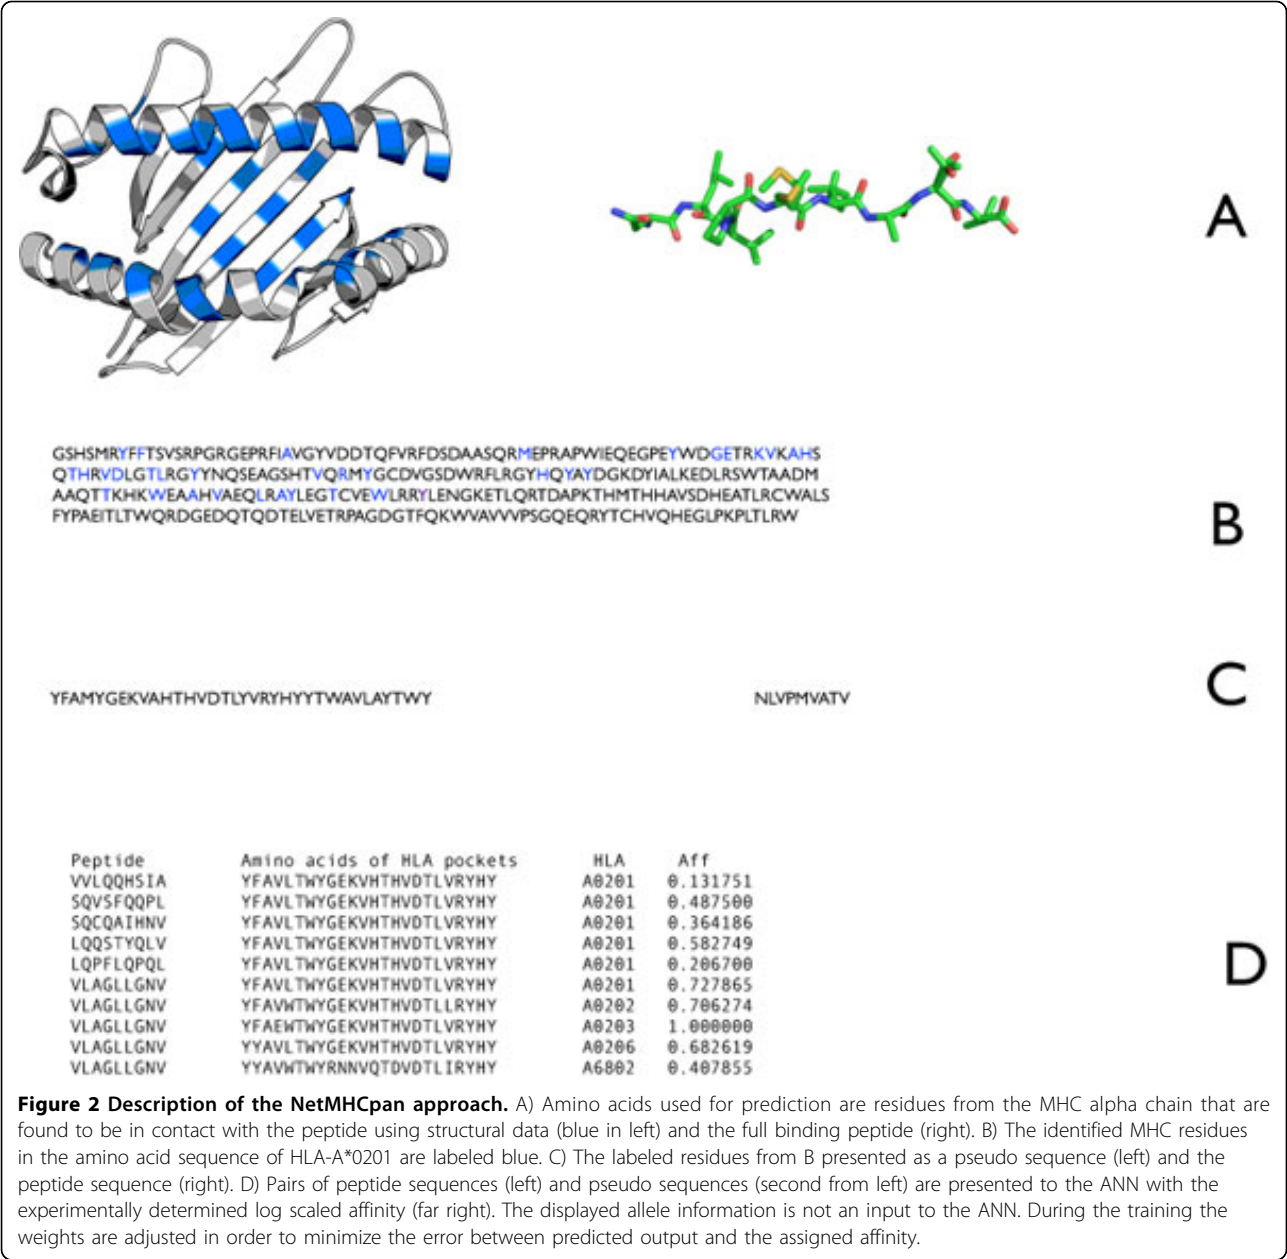 A
GSHSMRYFFTSVSRPGRGEPRFIAVGYVDDTQFVRFDSDAASQRMEPRAPWIEQEGPEYWDGETRKVKAHS
QTHRVDLGTLRGYYNQSEAGSHTVQRMYGCDVGSDWRFLRGYHQYAYDGKDYIALKEDLRSWTAADM
AAQTTKHKWEAAHVAEQLRAYLEGTCVEWLRRYLENGKETLQRTDAPKTHMTHHAVSDHEATLRCWALS
FYPAEITLTWQRDGEDQTQDTELVETRPAGDGTFQKWVAVVVPSGQEQRYTCHVQHEGLPKPLTLRW
B
YFAMYGEKVAHTHVDTLYVRYHYYTWAVLAYTWY NLVPMVATV
C
Peptide Amino acids of HLA pockets HLA Aff
VVLQQHSIA YFAVLTWYGEKVHTHVDTLVRYHY A0201 0.131751
SQVSFQQPL YFAVLTWYGEKVHTHVDTLVRYHY A0201 0.487500
SQCQAIHNV YFAVLTWYGEKVHTHVDTLVRYHY A0201 0.364186
LQQSTYQLV YFAVLTWYGEKVHTHVDTLVRYHY A0201 0.582749
LQPFLQPQL YFAVLTWYGEKVHTHVDTLVRYHY A0201 0.206700
VLAGLLGNV YFAVLTWYGEKVHTHVDTLVRYHY A0201 0.727865
VLAGLLGNV YFAVWTWYGEKVHTHVDTLLRYHY A0202 0.706274
VLAGLLGNV YFAEWTWYGEKVHTHVDTLVRYHY A0203 1.000000
VLAGLLGNV YYAVLTWYGEKVHTHVDTLVRYHY A0206 0.682619
VLAGLLGNV YYAVWTWYRNNVQTDVDTLIRYHY A6802 0.407855
D
Figure 2 Description of the NetMHCpan approach. A) Amino acids used for prediction are residues from the MHC alpha chain that are
found to be in contact with the peptide using structural data (blue in left) and the full binding peptide (right). B) The identified MHC residues
in the amino acid sequence of HLA-A*0201 are labeled blue. C) The labeled residues from B presented as a pseudo sequence (left) and the
peptide sequence (right). D) Pairs of peptide sequences (left) and pseudo sequences (second from left) are presented to the ANN with the
experimentally determined log scaled affinity (far right). The displayed allele information is not an input to the ANN. During the training the
weights are adjusted in order to minimize the error between predicted output and the assigned affinity.